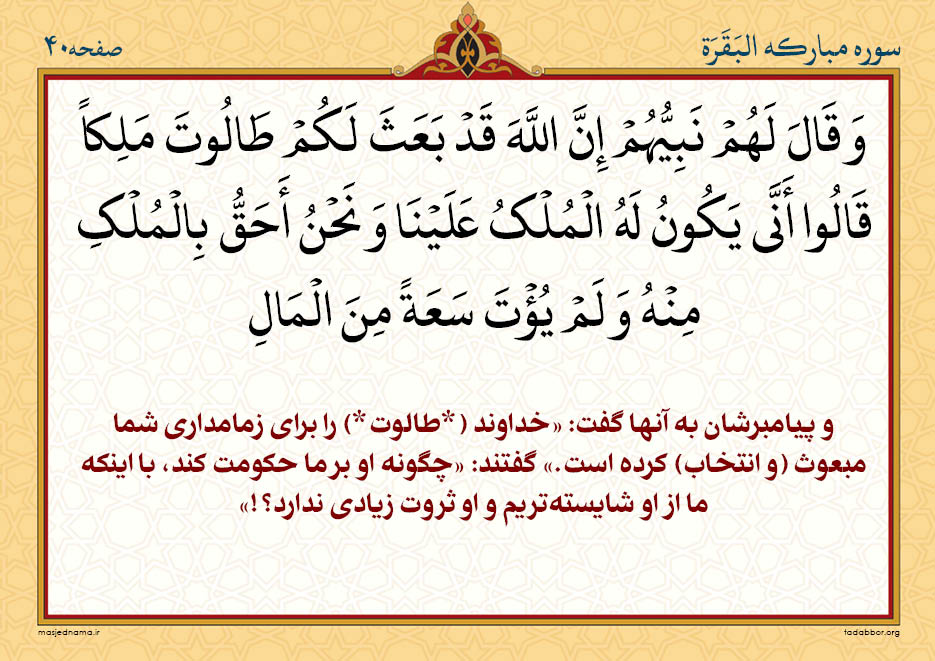 سوره مبارکه البَقَرَة
صفحه۴۰
وَ قَالَ لَهُمْ نَبِيُّهُمْ إِنَّ اللَّهَ قَدْ بَعَثَ لَكُمْ طَالُوتَ مَلِكاً
قَالُوا أَنَّى يَكُونُ لَهُ الْمُلْکُ عَلَيْنَا وَ نَحْنُ أَحَقُّ بِالْمُلْکِ
مِنْهُ وَ لَمْ يُؤْتَ سَعَةً مِنَ الْمَالِ
و پیامبرشان به آنها گفت: «خداوند (*طالوت*) را برای زمامداری شما
مبعوث (و انتخاب) کرده است.» گفتند: «چگونه او بر ما حکومت کند، با اینکه
ما از او شایسته‌تریم و او ثروت زیادی ندارد؟!»
masjednama.ir
tadabbor.org